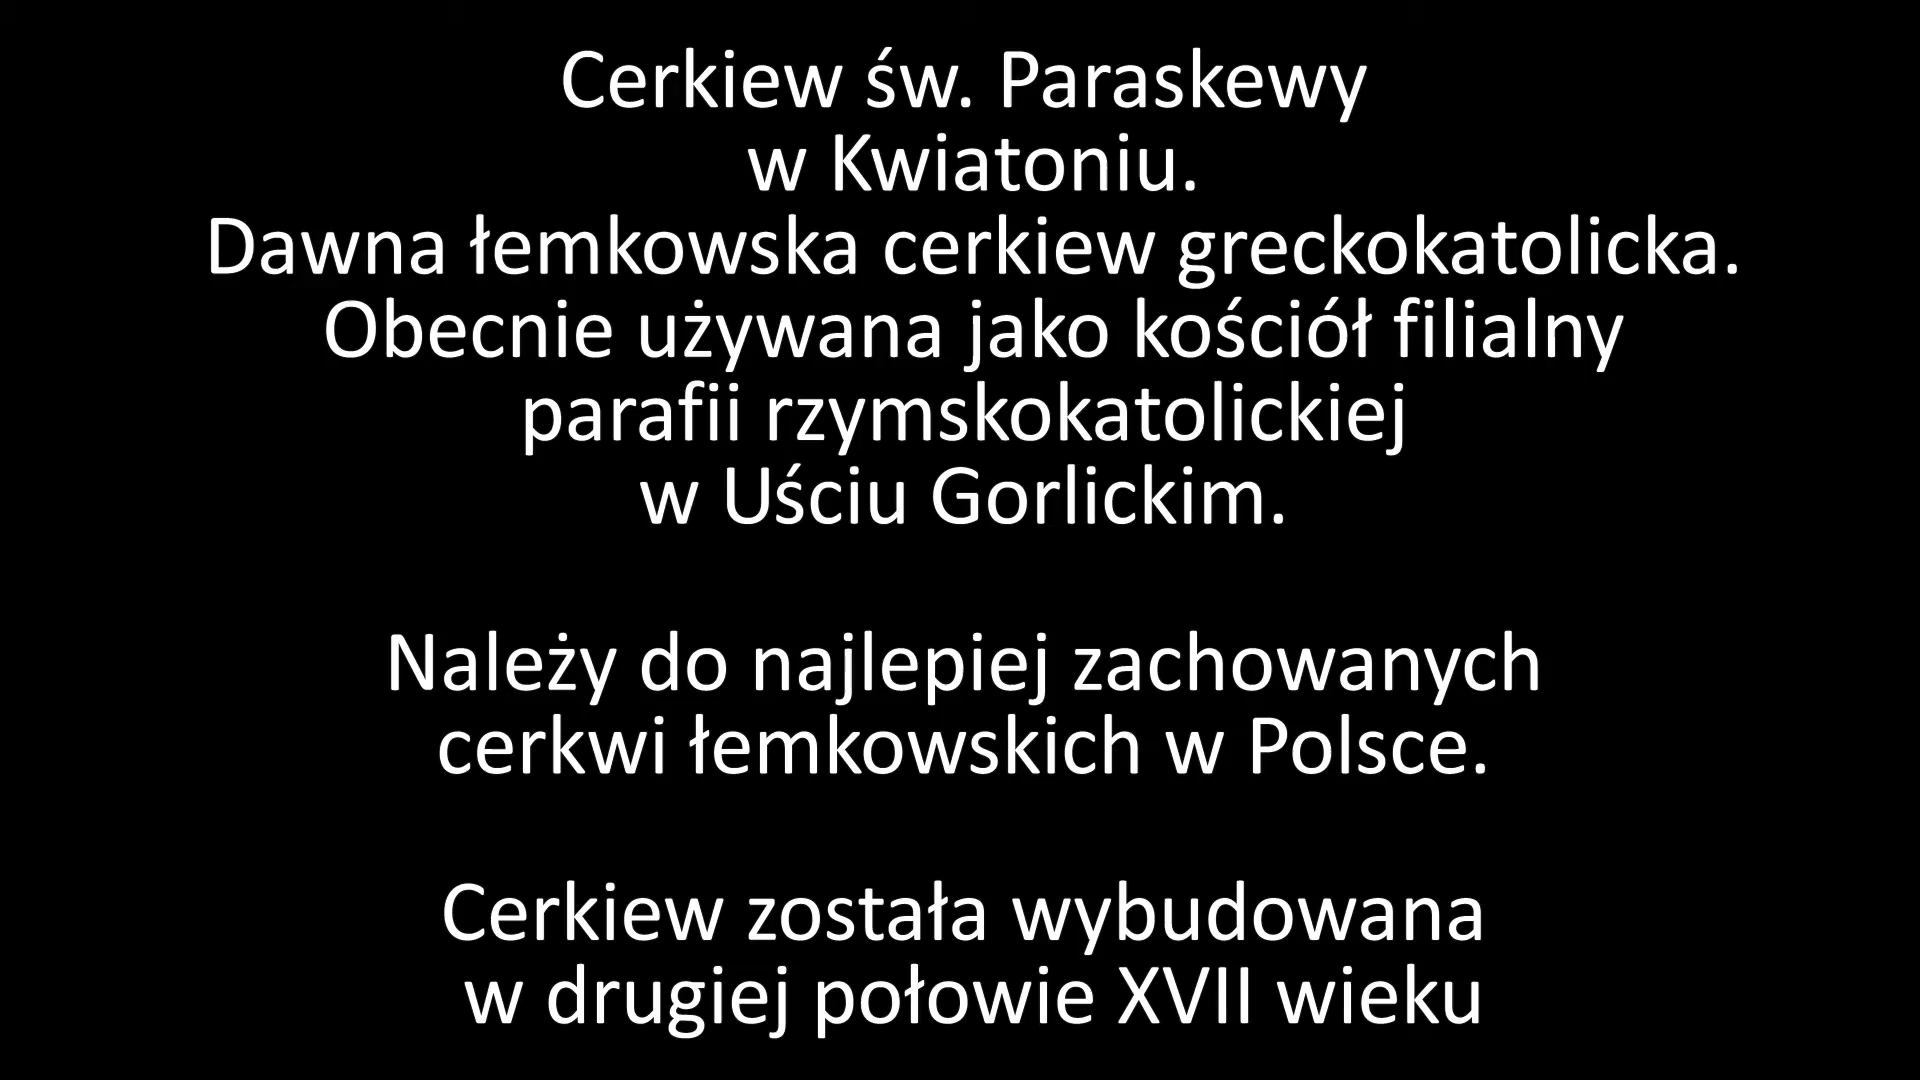 Cerkiew św. Paraskewy
w Kwiatoniu.
Dawna łemkowska cerkiew greckokatolicka.
Obecnie używana jako kościół filialny
parafii rzymskokatolickiej
w Uściu Gorlickim.
Należy do najlepiej zachowanych
cerkwi łemkowskich w Polsce.
Cerkiew została wybudowana
w drugiej połowie XVII wieku